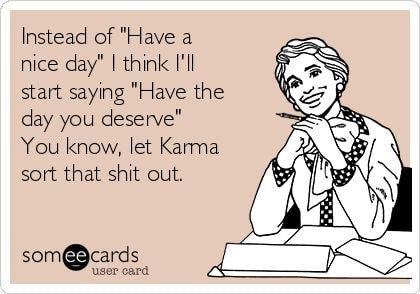 Instead of "Have a
nice day" I think I'll
start saying "Have the
day you deserve"
You know, let Karma
sort that shit out.
someecards
user card